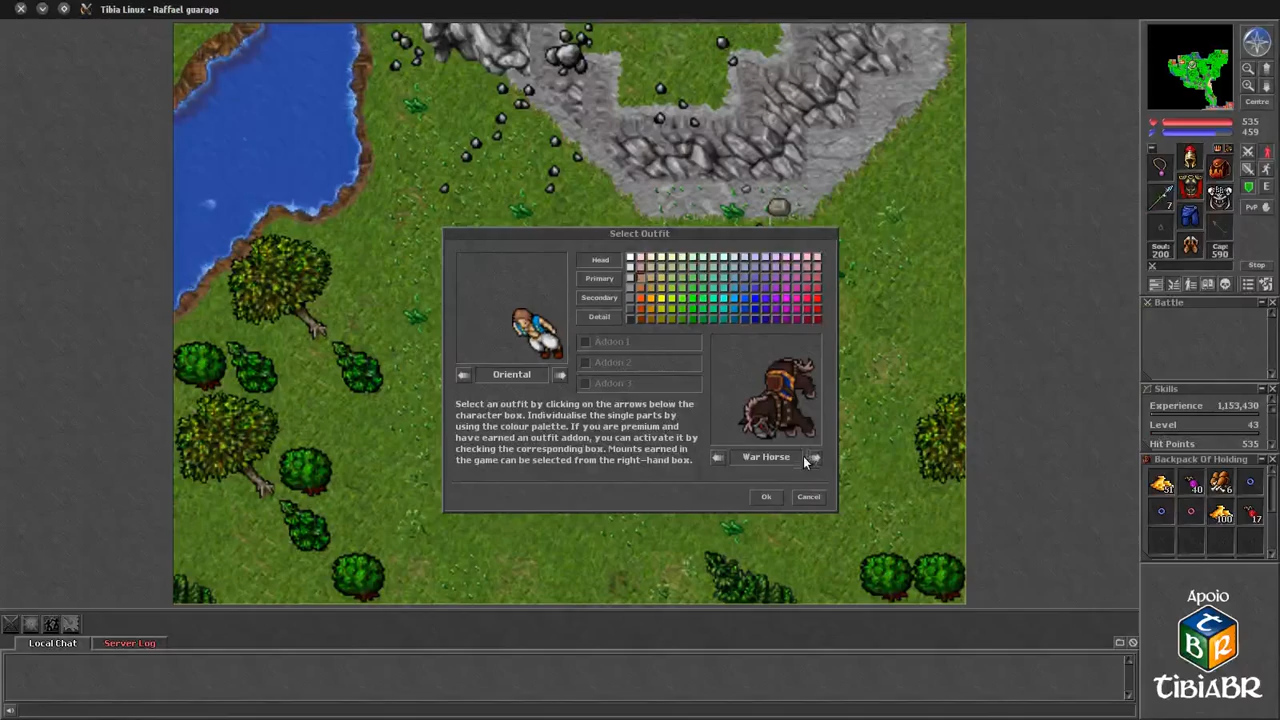 Tibia Linux - Raffael guarapa
Centre
535
459
7
E
PvP
Soul:
200
Cap:
590
Stop
Select Outfit
Head
Primary
Secondary
Detail
Addon 1
Addon 2
Addon 3
Oriental
War Horse
Select an outfit by clicking on the arrows below the
character box. Individualise the single parts by
using the colour palette. If you are premium and
have earned an outfit addon, you can activate it by
checking the corresponding box. Mounts earned in
the game can be selected from the right-hand box.
Ok
Cancel
Battle
Skills
Experience 1,153,430
Level 43
Hit Points 535
Backpack Of Holding
51 40 6
100 17
Local Chat
Server Log
Apoio
T B R
TIBIABR